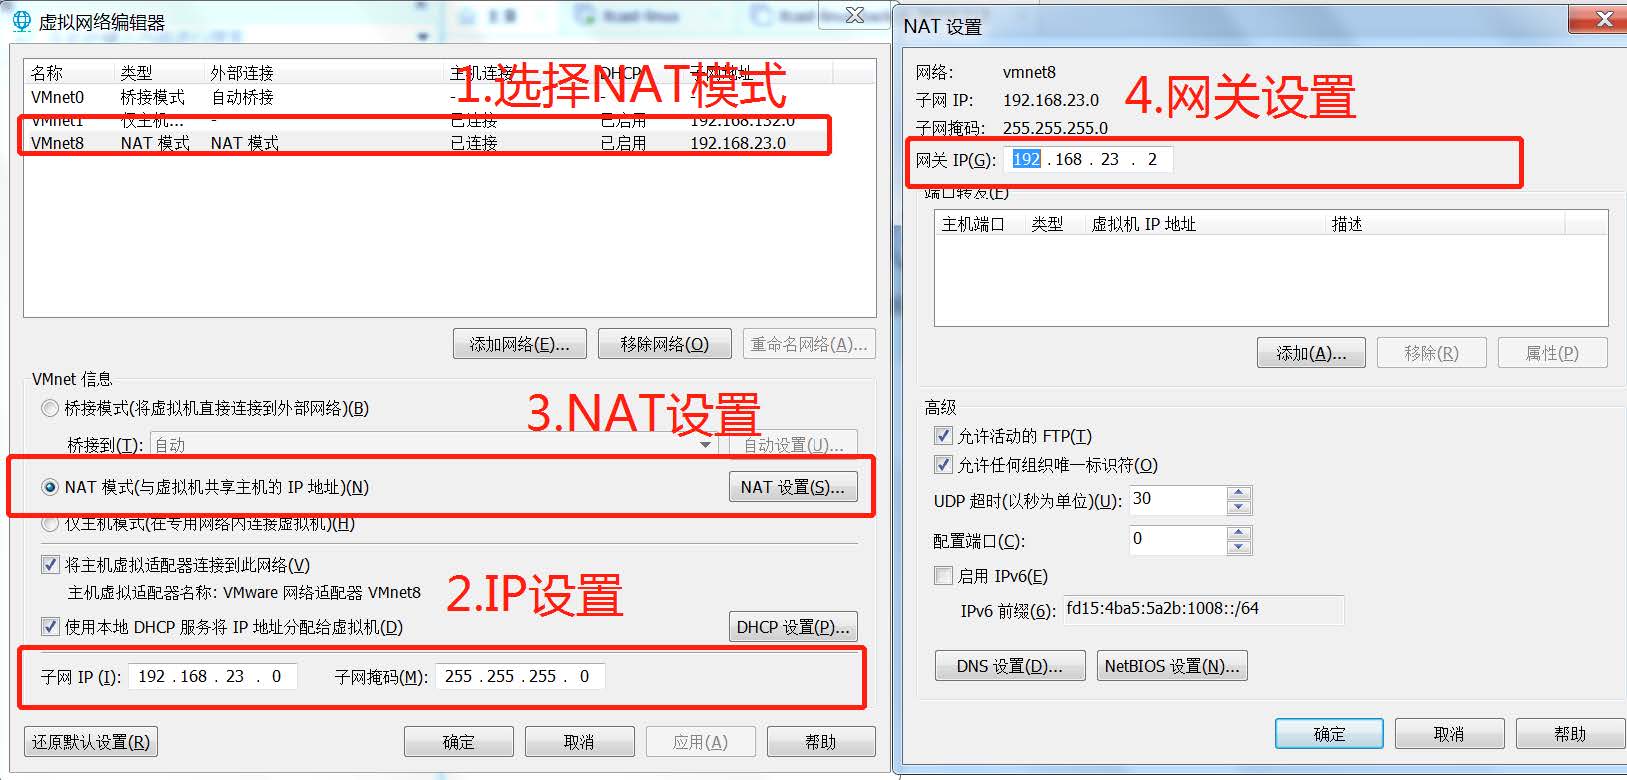 虚拟网络编辑器
名称 类型 外部连接 主机连接 DHCP 子网地址
1.选择NAT模式
VMnet0 桥接模式 自动桥接 - -
VMnet1 仅主机... - 已连接 已启用 192.168.132.0
VMnet8 NAT 模式 NAT 模式 已连接 已启用 192.168.23.0
添加网络(E)... 移除网络(O) 重命名网络(A)...
VMnet 信息
桥接模式(将虚拟机直接连接到外部网络)(B)
3.NAT设置
桥接到(T): 自动 自动设置(U)...
NAT 模式(与虚拟机共享主机的 IP 地址)(N) NAT 设置(S)...
仅主机模式(在专用网络内连接虚拟机)(H)
将主机虚拟适配器连接到此网络(V)
主机虚拟适配器名称: VMware 网络适配器 VMnet8
2.IP设置
使用本地 DHCP 服务将 IP 地址分配给虚拟机(D) DHCP 设置(P)...
子网 IP (I): 192 . 168 . 23 . 0 子网掩码(M): 255 . 255 . 255 . 0
还原默认设置(R) 确定 取消 应用(A) 帮助
NAT 设置
网络: vmnet8
子网 IP: 192.168.23.0
4.网关设置
子网掩码: 255.255.255.0
网关 IP(G): 192 . 168 . 23 . 2
端口转发(F)
主机端口 类型 虚拟机 IP 地址 描述
添加(A)... 移除(R) 属性(P)
高级
允许活动的 FTP(T)
允许任何组织唯一标识符(O)
UDP 超时(以秒为单位)(U): 30
配置端口(C): 0
启用 IPv6(E)
IPv6 前缀(6): fd15:4ba5:5a2b:1008::/64
DNS 设置(D)... NetBIOS 设置(N)...
确定 取消 帮助